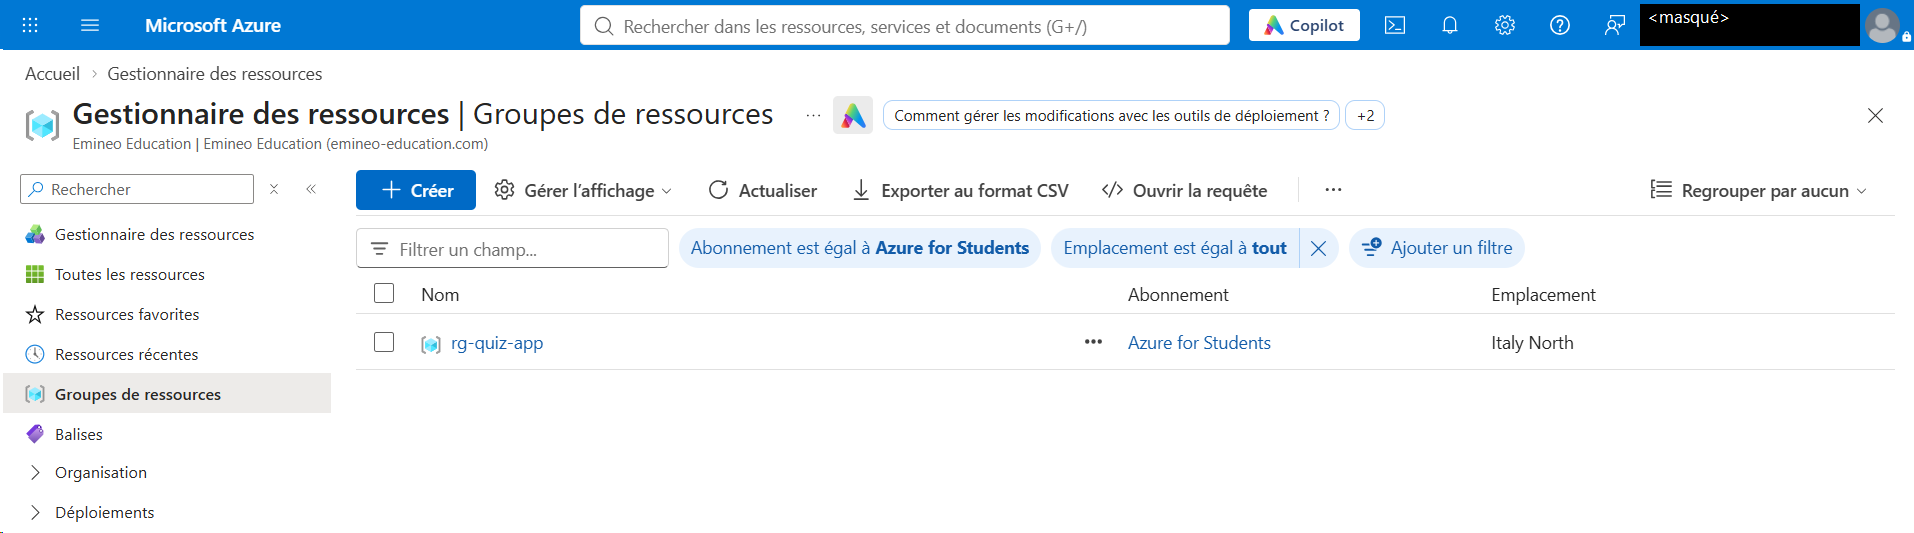 Microsoft Azure
Rechercher dans les ressources, services et documents (G+/)
Copilot
<masqué>
Accueil > Gestionnaire des ressources
Gestionnaire des ressources | Groupes de ressources
Comment gérer les modifications avec les outils de déploiement ?
+2
Emineo Education | Emineo Education (emineo-education.com)
Rechercher
Créer
Gérer l'affichage
Actualiser
Exporter au format CSV
Ouvrir la requête
Regrouper par aucun
Gestionnaire des ressources
Toutes les ressources
Ressources favorites
Ressources récentes
Groupes de ressources
Balises
Organisation
Déploiements
Filtrer un champ...
Abonnement est égal à Azure for Students
Emplacement est égal à tout
Ajouter un filtre
Nom
Abonnement
Emplacement
rg-quiz-app
Azure for Students
Italy North